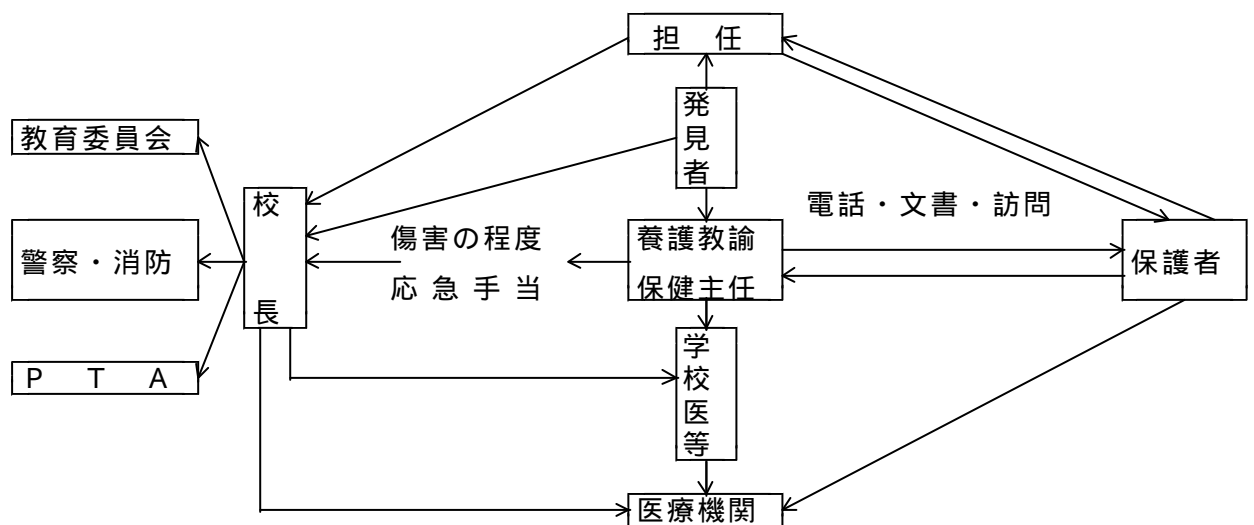 担 任
発見者
教育委員会
校長
電話・文書・訪問
警察・消防
傷害の程度
応急手当
養護教諭
保健主任
保護者
学校医等
P T A
医療機関